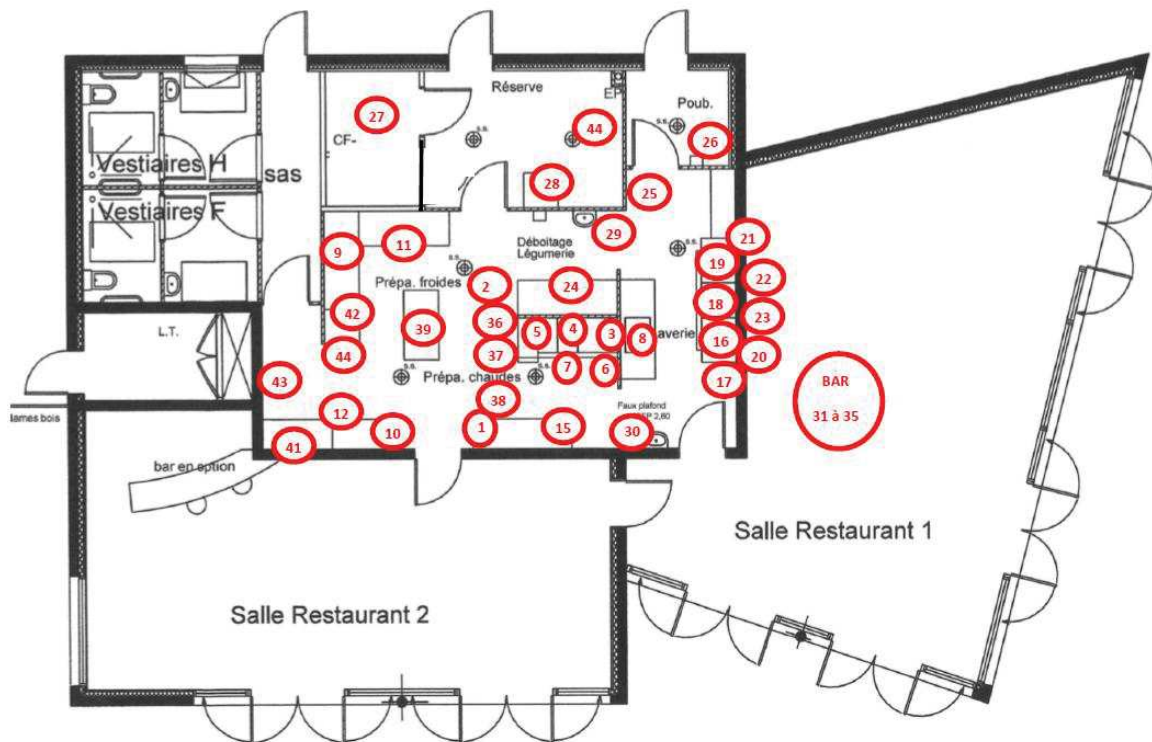 Réserve
EP
Poub.
27
44
s.s.
26
CF-
s.s.
s.s.
Vestiaires H
sas
28
25
Vestiaires F
29
21
9
11
Déboitage
Légumerie
s.s.
19
22
s.s.
Prépa. froides
2
24
18
23
42
36
L.T.
39
5
4
3
8
averie
16
44
37
20
7
6
43
s.s.
Prépa. chaudes
s.s.
17
BAR
31 à 35
lames bois
38
12
Faux plafond
2,60
41
10
1
15
30
bar en option
Salle Restaurant 1
Salle Restaurant 2